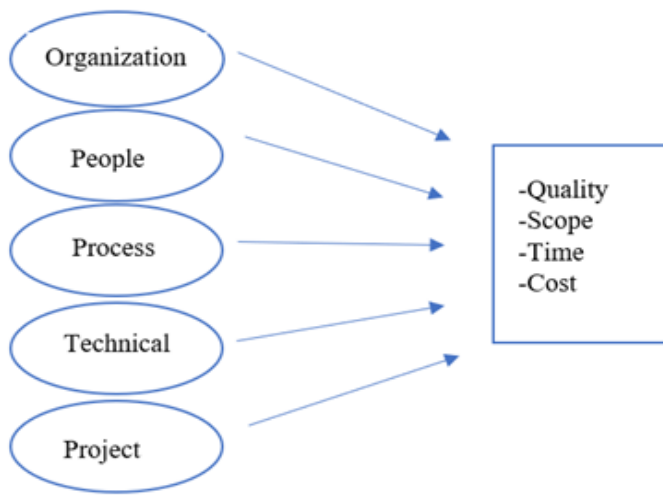 Organization
People
Process
Technical
Project
-Quality
-Scope
-Time
-Cost